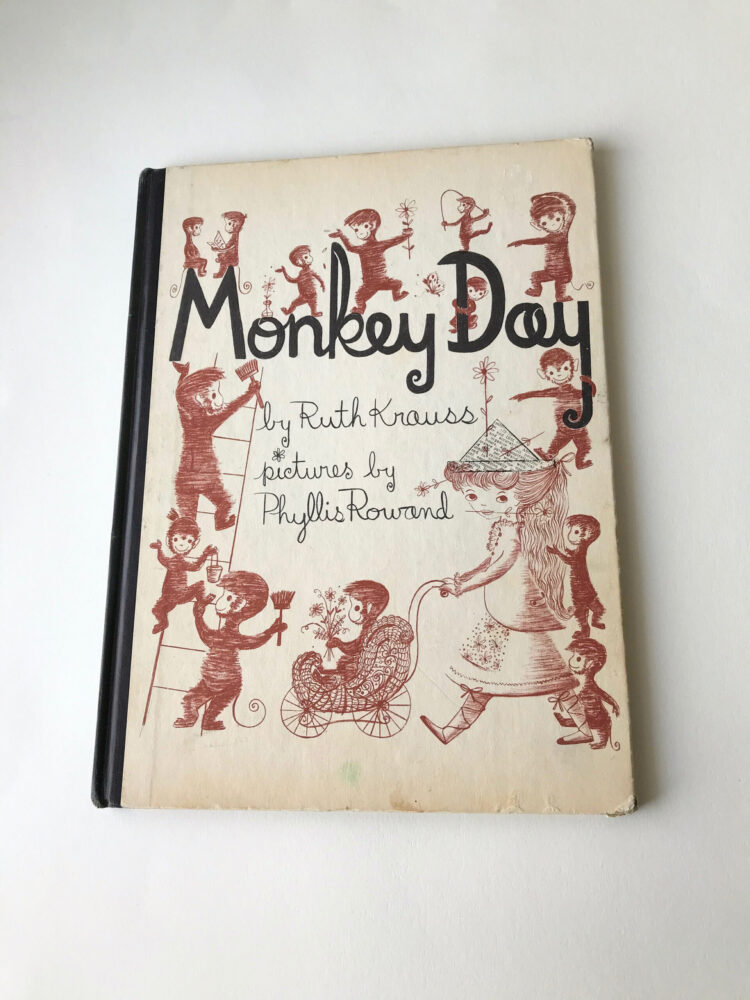 Monkey Day
by Ruth Krauss
pictures by
Phyllis Rowand